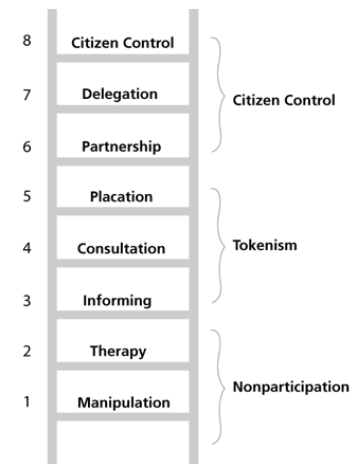 8 Citizen Control
7 Delegation
Citizen Control
6 Partnership
5 Placation
4 Consultation
Tokenism
3 Informing
2 Therapy
Nonparticipation
1 Manipulation